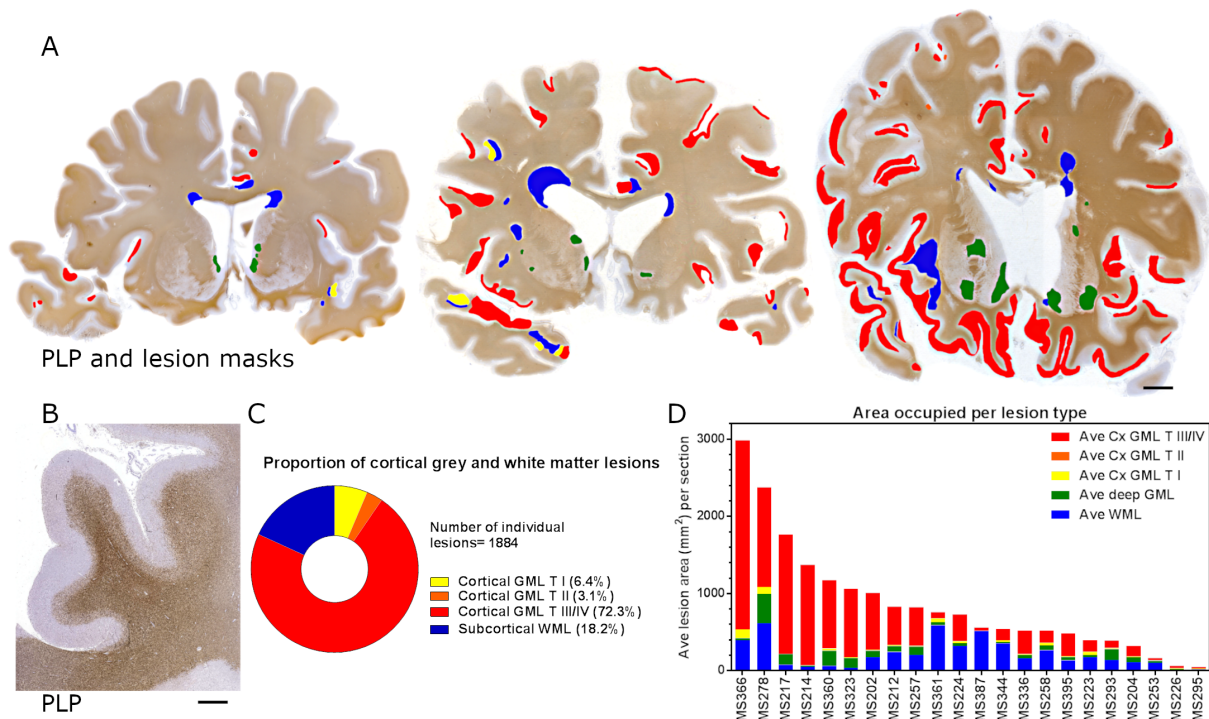 A
PLP and lesion masks
B
PLP
C
Proportion of cortical grey and white matter lesions
Number of individual
lesions= 1884
Cortical GML T I (6.4%)
Cortical GML T II (3.1%)
Cortical GML T III/IV (72.3%)
Subcortical WML (18.2%)
D
Area occupied per lesion type
Ave lesion area (mm²) per section
3000
2000
1000
0
Ave Cx GML T III/IV
Ave Cx GML T II
Ave Cx GML T I
Ave deep GML
Ave WML
MS366
MS278
MS217
MS214
MS360
MS323
MS202
MS212
MS257
MS361
MS224
MS387
MS344
MS336
MS258
MS395
MS223
MS293
MS204
MS253
MS226
MS295